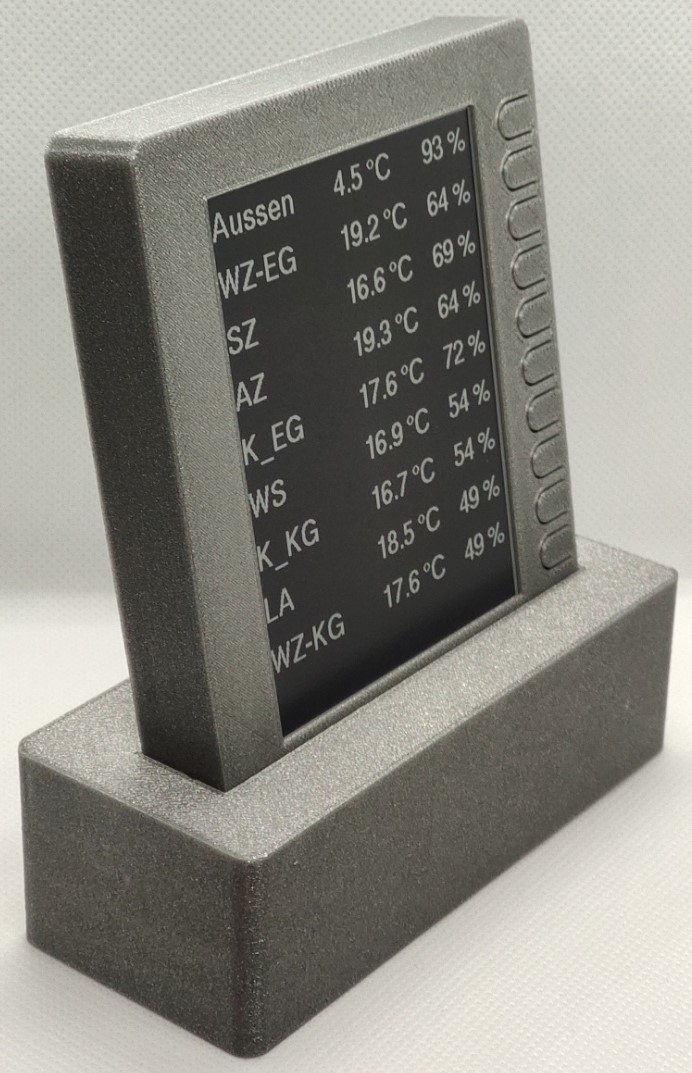 Aussen 4.5 °C 93 %
WZ-EG 19.2 °C 64 %
SZ 16.6 °C 69 %
AZ 19.3 °C 64 %
K_EG 17.6 °C 72 %
WS 16.9 °C 54 %
K_KG 16.7 °C 54 %
LA 18.5 °C 49 %
WZ-KG 17.6 °C 49 %